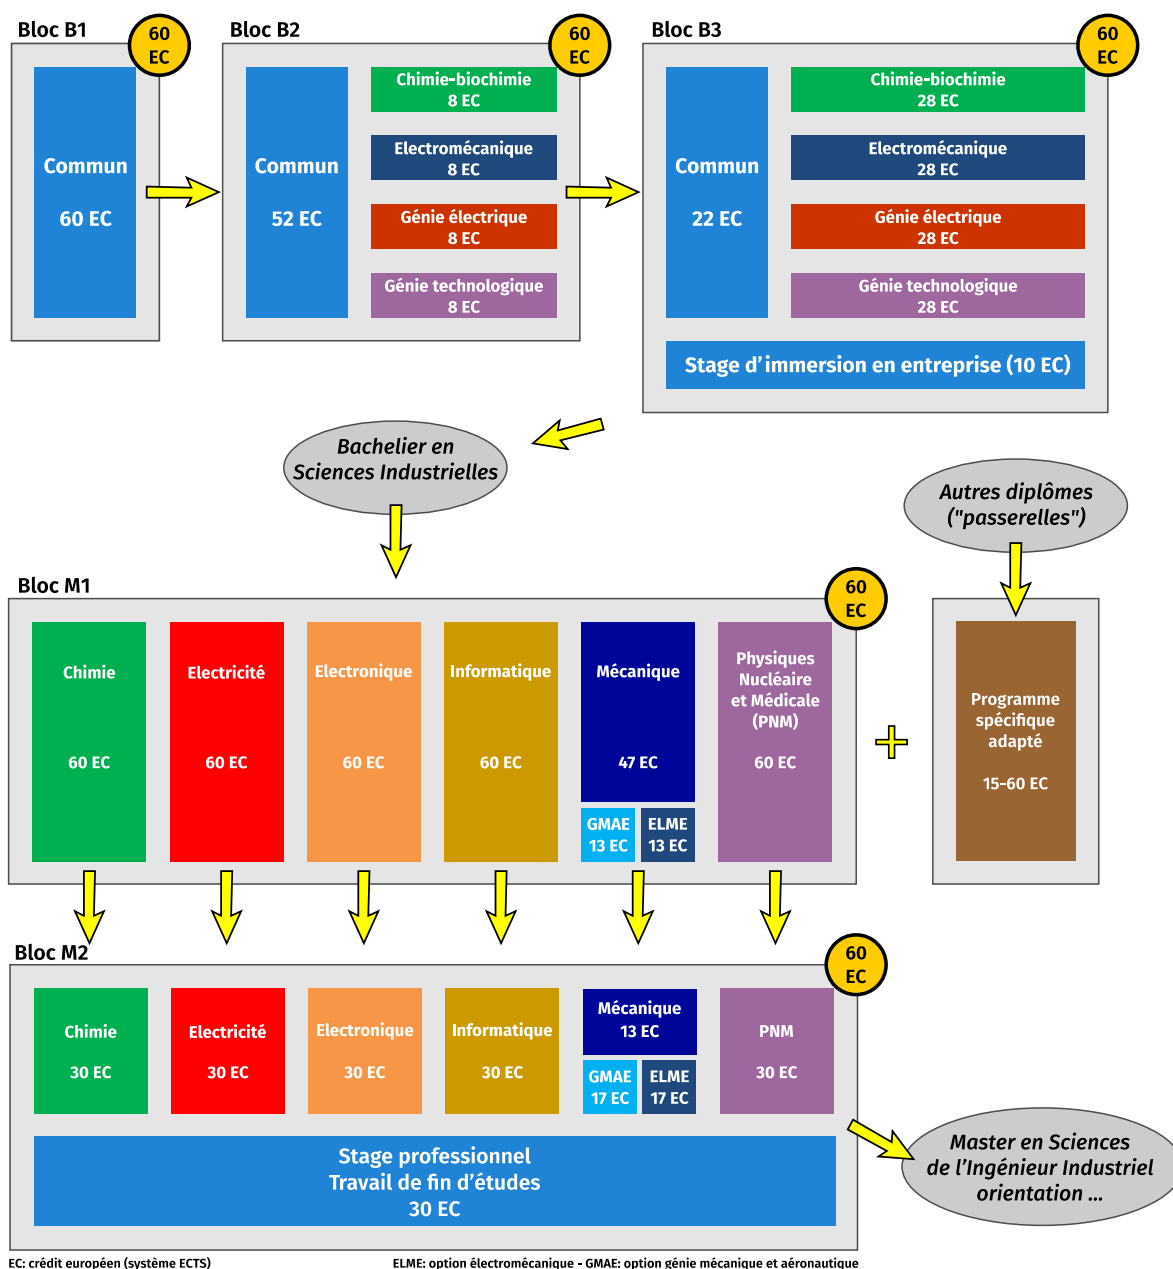 Bloc B1
60
EC
Commun
60 EC
Bloc B2
60
EC
Commun
52 EC
Chimie-biochimie
8 EC
Electromécanique
8 EC
Génie électrique
8 EC
Génie technologique
8 EC
Bloc B3
60
EC
Commun
22 EC
Chimie-biochimie
28 EC
Electromécanique
28 EC
Génie électrique
28 EC
Génie technologique
28 EC
Stage d'immersion en entreprise (10 EC)
Bachelier en
Sciences Industrielles
Autres diplômes
("passerelles")
Bloc M1
60
EC
Chimie
60 EC
Electricité
60 EC
Electronique
60 EC
Informatique
60 EC
Mécanique
47 EC
GMAE
13 EC
ELME
13 EC
Physiques
Nucléaire
et Médicale
(PNM)
60 EC
+
Programme
spécifique
adapté
15-60 EC
Bloc M2
60
EC
Chimie
30 EC
Electricité
30 EC
Electronique
30 EC
Informatique
30 EC
Mécanique
13 EC
GMAE
17 EC
ELME
17 EC
PNM
30 EC
Stage professionnel
Travail de fin d'études
30 EC
Master en Sciences
de l'Ingénieur Industriel
orientation ...
EC: crédit européen (système ECTS)
ELME: option électromécanique - GMAE: option génie mécanique et aéronautique